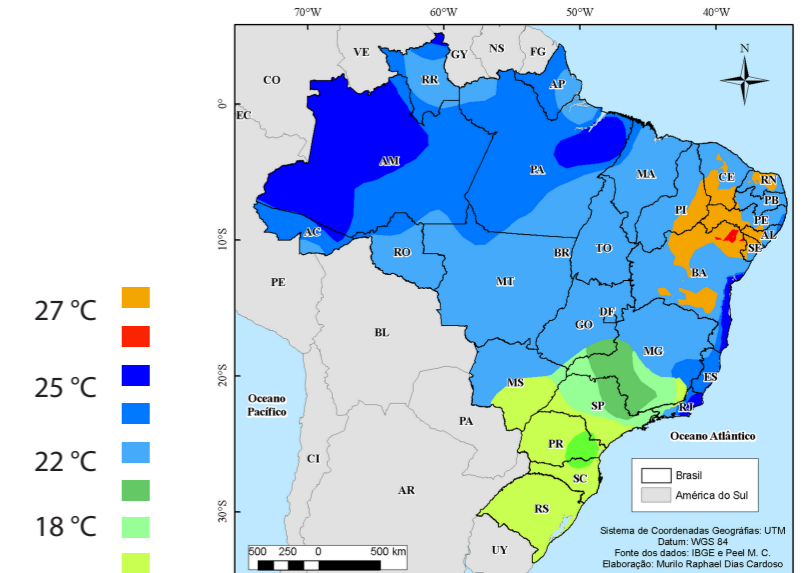 70°W 60°W 50°W 40°W
0°
10°S
20°S
30°S
N
CO
VE
GY
NS
FG
EC
RR
AP
AM
PA
MA
CE
RN
PB
PI
PE
AL
SE
AC
RO
TO
BR
MT
BA
PE
BL
GO
DF
MG
ES
MS
SP
RJ
PA
PR
SC
CI
AR
RS
UY
Oceano
Pacífico
Oceano Atlântico
27 °C
25 °C
22 °C
18 °C
Brasil
América do Sul
500 250 0 500 km
Sistema de Coordenadas Geográfias: UTM
Datum: WGS 84
Fonte dos dados: IBGE e Peel M. C.
Elaboração: Murilo Raphael Dias Cardoso